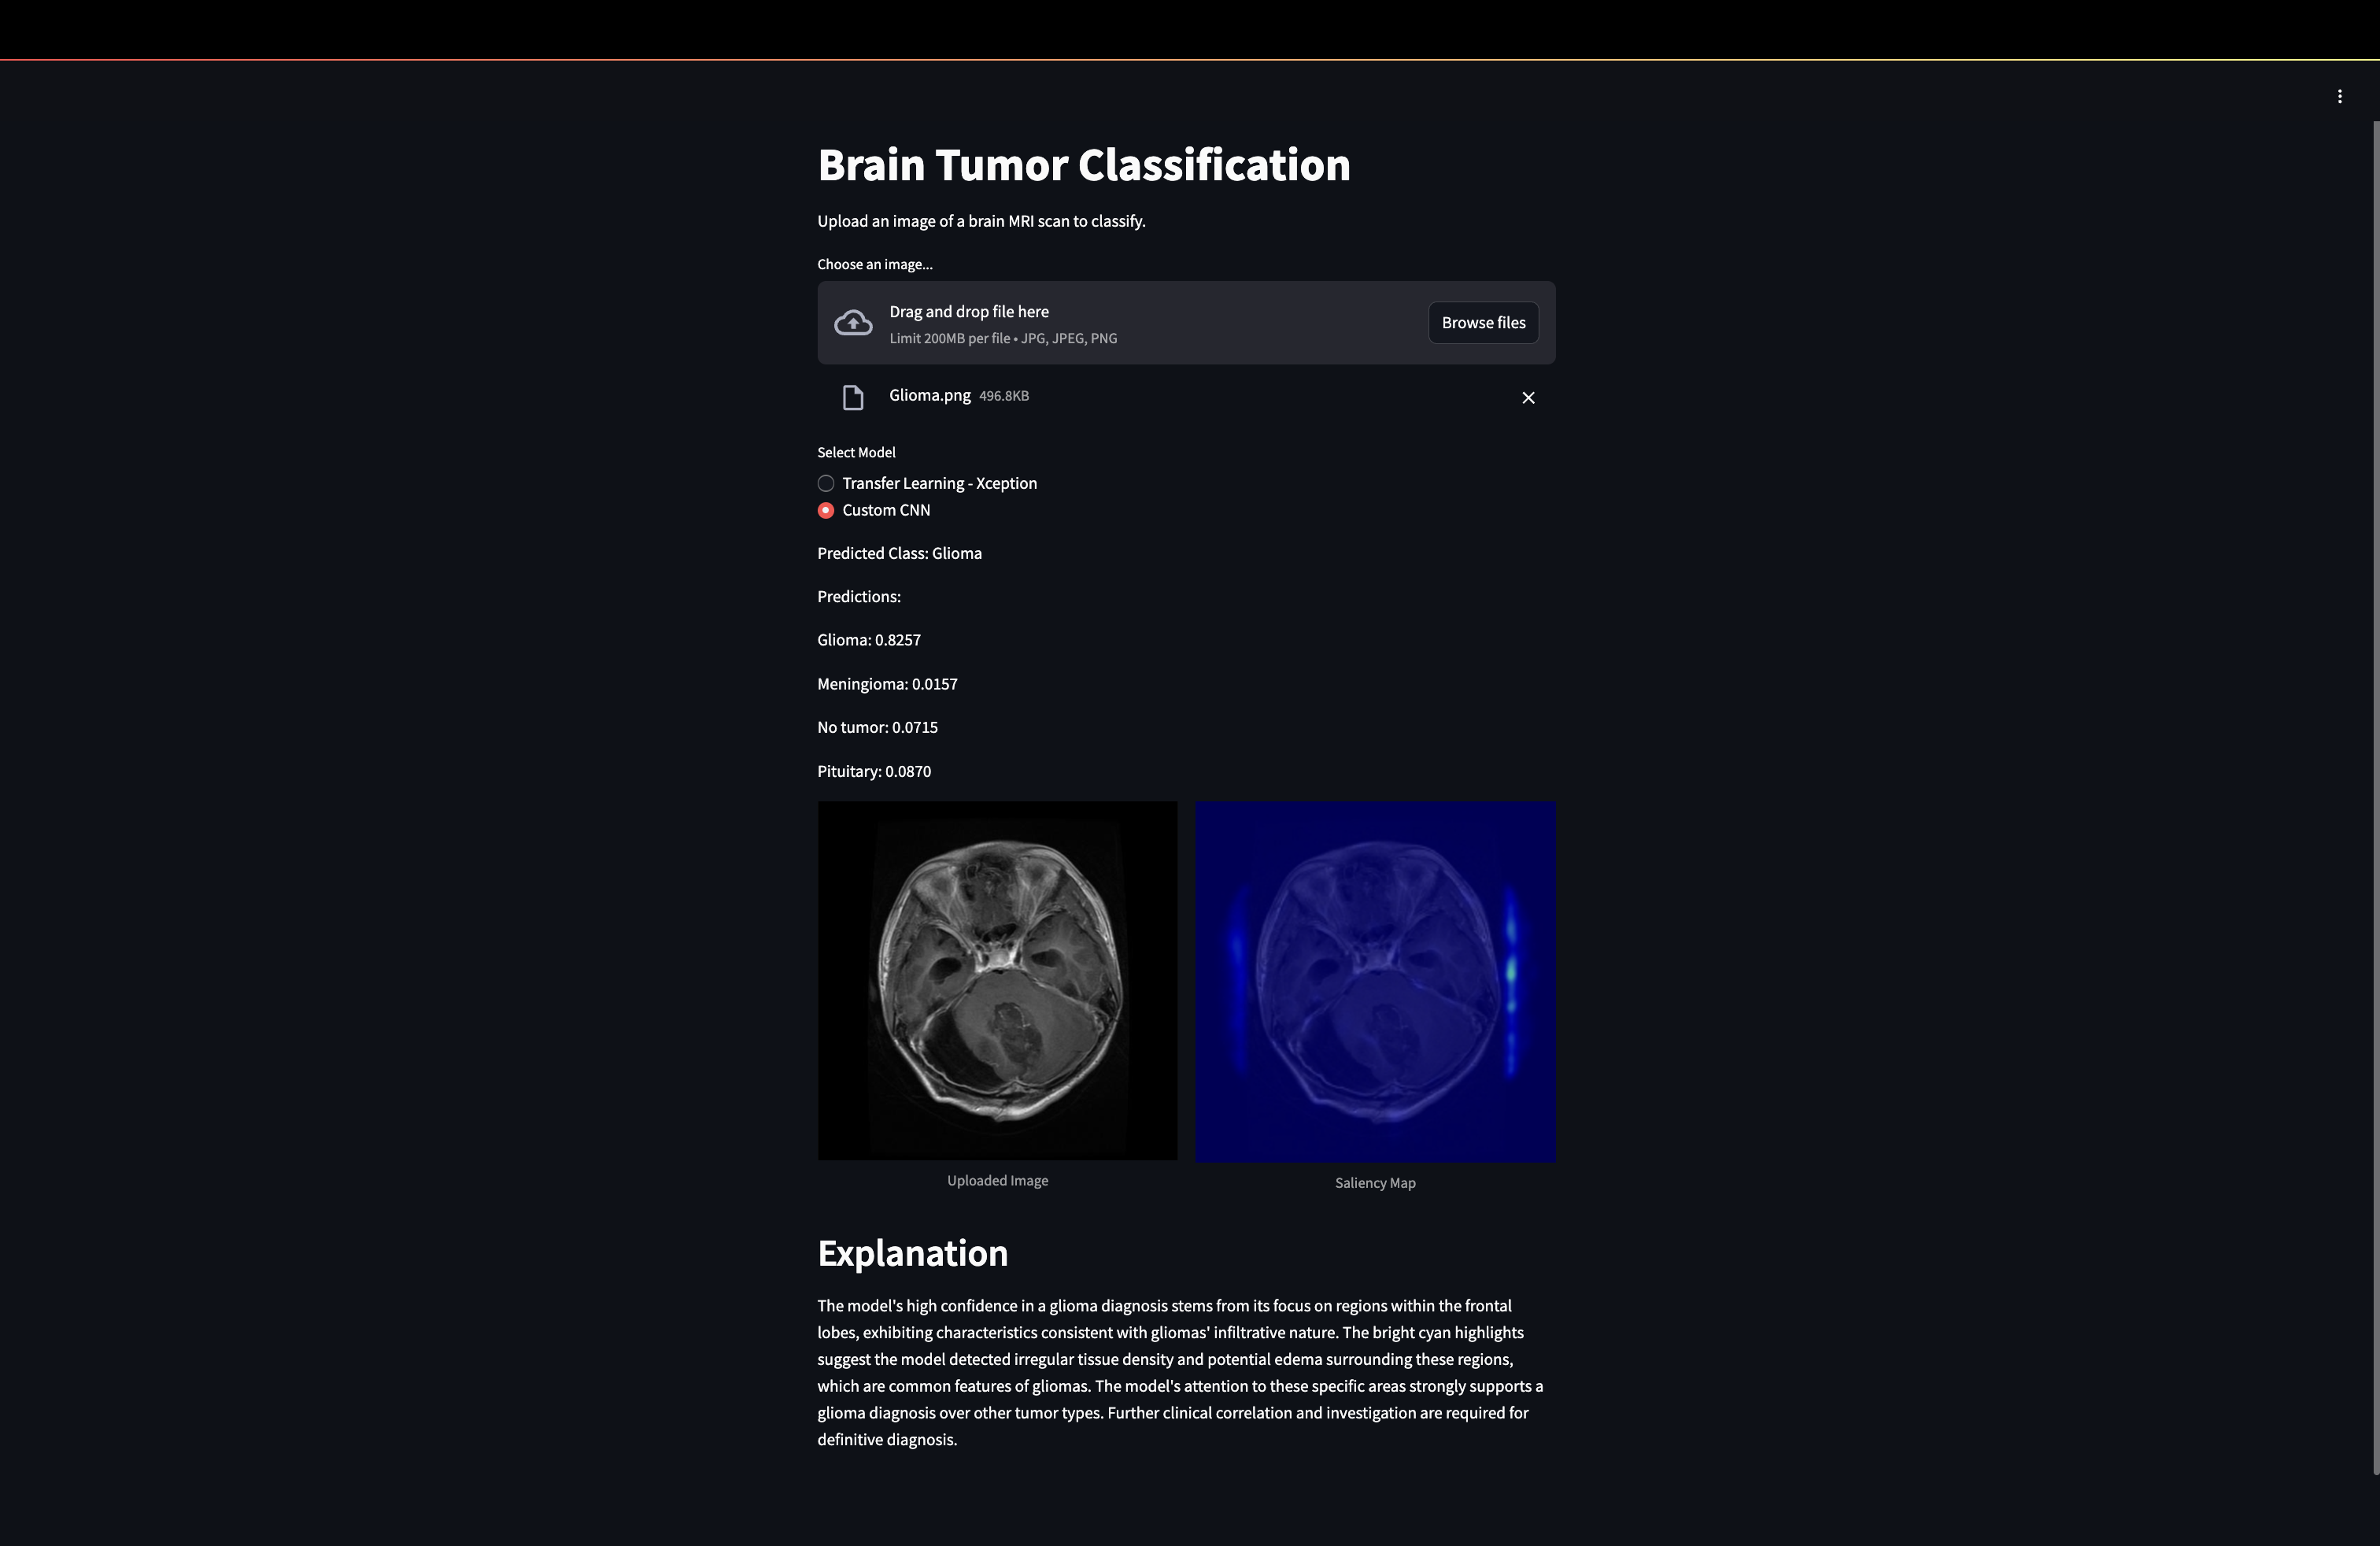 Brain Tumor Classification
Upload an image of a brain MRI scan to classify.
Choose an image...
Drag and drop file here
Limit 200MB per file • JPG, JPEG, PNG
Browse files
Glioma.png 496.8KB
Select Model
Transfer Learning - Xception
Custom CNN
Predicted Class: Glioma
Predictions:
Glioma: 0.8257
Meningioma: 0.0157
No tumor: 0.0715
Pituitary: 0.0870
Uploaded Image
Saliency Map
Explanation
The model's high confidence in a glioma diagnosis stems from its focus on regions within the frontal
lobes, exhibiting characteristics consistent with gliomas' infiltrative nature. The bright cyan highlights
suggest the model detected irregular tissue density and potential edema surrounding these regions,
which are common features of gliomas. The model's attention to these specific areas strongly supports a
glioma diagnosis over other tumor types. Further clinical correlation and investigation are required for
definitive diagnosis.